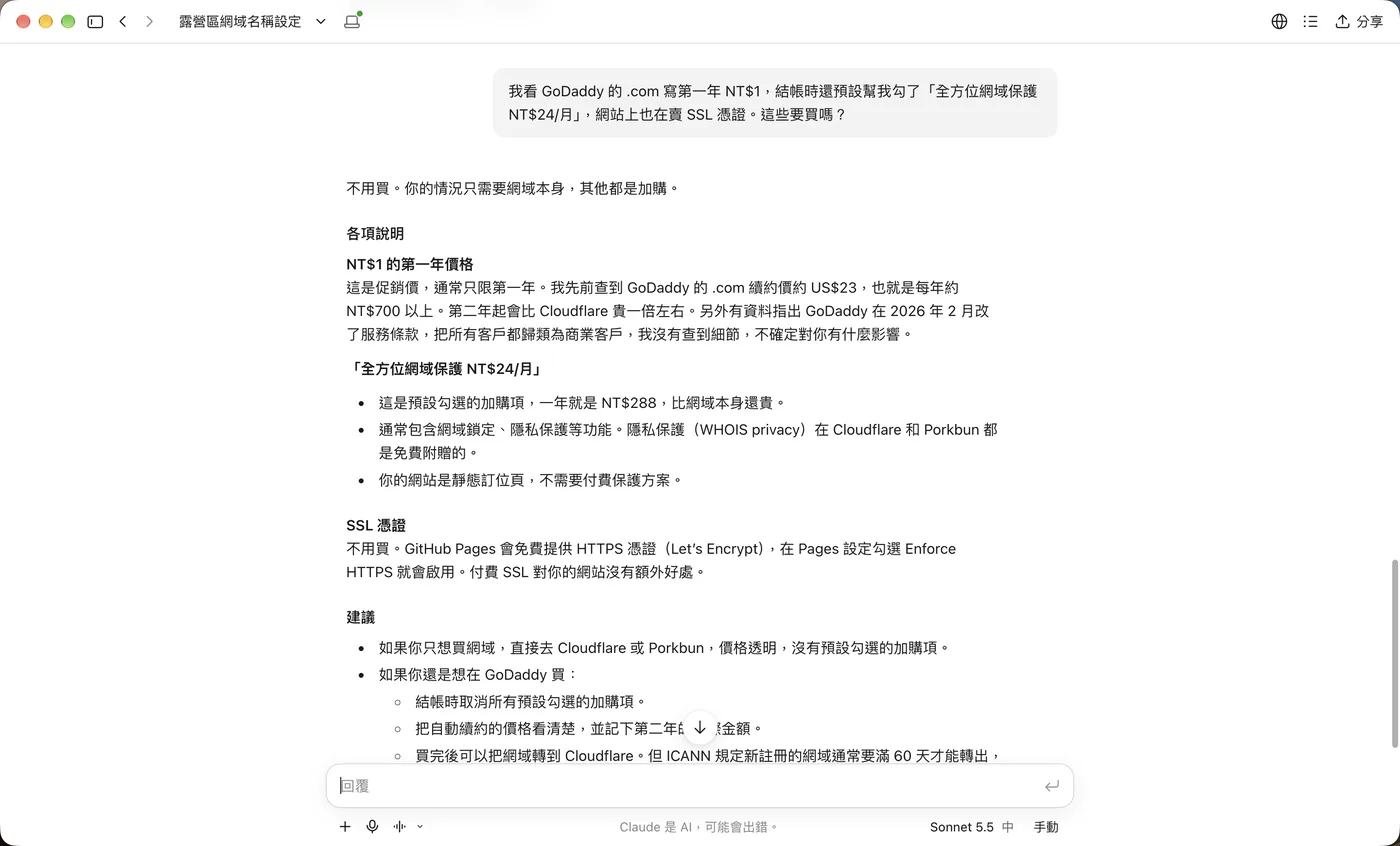 露營區網域名稱設定
分享
我看 GoDaddy 的 .com 寫第一年 NT$1，結帳時還預設幫我勾了「全方位網域保護
NT$24/月」，網站上也在賣 SSL 憑證。這些要買嗎？
不用買。你的情況只需要網域本身，其他都是加購。
各項說明
NT$1 的第一年價格
這是促銷價，通常只限第一年。我先前查到 GoDaddy 的 .com 續約價約 US$23，也就是每年約
NT$700 以上。第二年起會比 Cloudflare 貴一倍左右。另外有資料指出 GoDaddy 在 2026 年 2 月改
了服務條款，把所有客戶都歸類為商業客戶，我沒有查到細節，不確定對你有什麼影響。
「全方位網域保護 NT$24/月」
這是預設勾選的加購項，一年就是 NT$288，比網域本身還貴。
通常包含網域鎖定、隱私保護等功能。隱私保護（WHOIS privacy）在 Cloudflare 和 Porkbun 都
是免費附贈的。
你的網站是靜態訂位頁，不需要付費保護方案。
SSL 憑證
不用買。GitHub Pages 會免費提供 HTTPS 憑證（Let's Encrypt），在 Pages 設定勾選 Enforce
HTTPS 就會啟用。付費 SSL 對你的網站沒有額外好處。
建議
如果你只想買網域，直接去 Cloudflare 或 Porkbun，價格透明，沒有預設勾選的加購項。
如果你還是想在 GoDaddy 買：
結帳時取消所有預設勾選的加購項。
把自動續約的價格看清楚，並記下第二年的金額。
買完後可以把網域轉到 Cloudflare。但 ICANN 規定新註冊的網域通常要滿 60 天才能轉出，
回覆
Claude 是 AI，可能會出錯。
Sonnet 5.5 中
手動